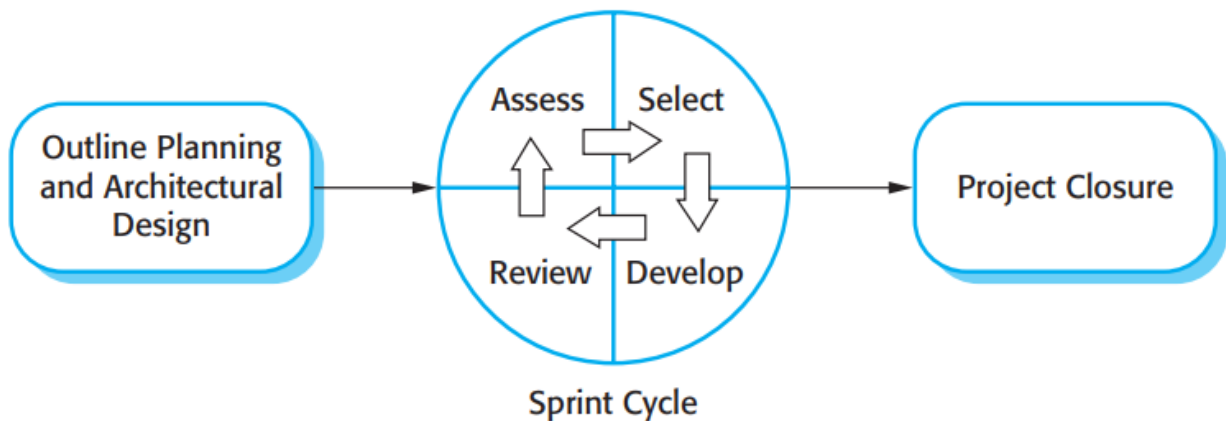 Outline Planning
and Architectural
Design
Assess
Select
Review
Develop
Sprint Cycle
Project Closure